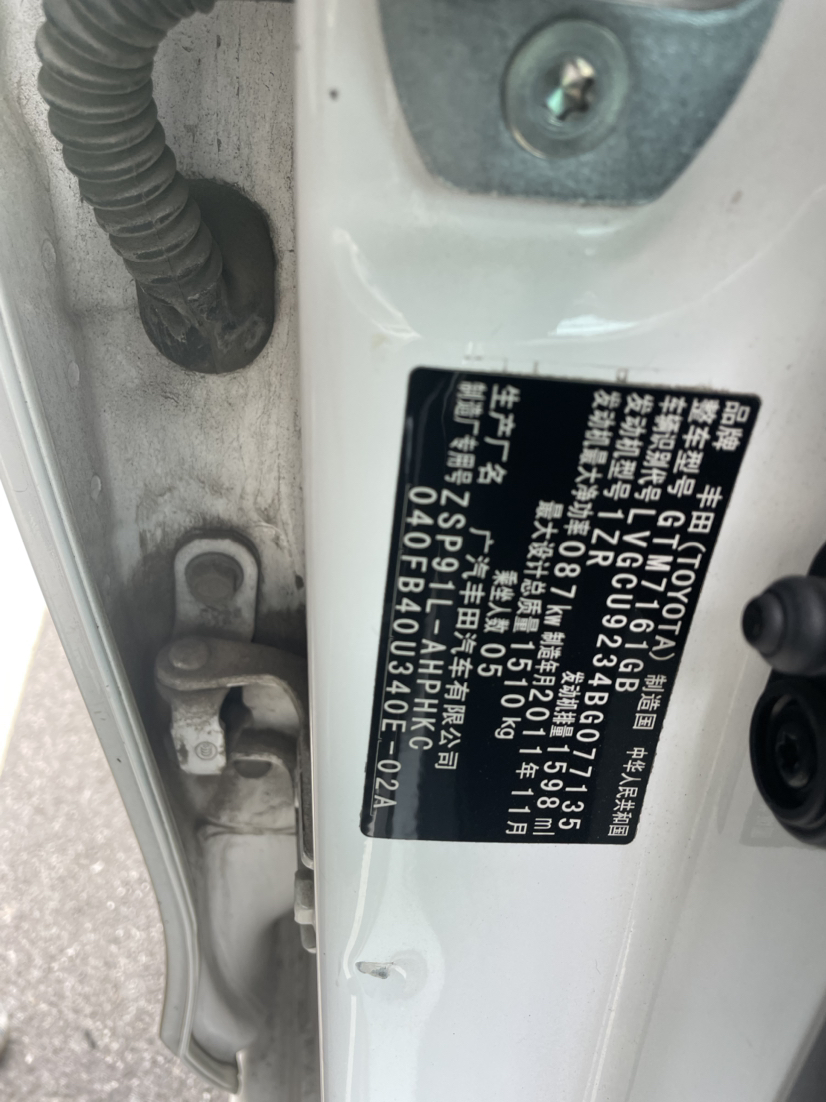 品牌 丰田(TOYOTA) 制造国 中华人民共和国
整车型号 GTM7161GB
车辆识别代号 LVGCU9234BG077135
发动机型号 1ZR 发动机排量 1598ml
发动机最大净功率 087kW 制造年月 2011年11月
最大设计总质量 1510kg
乘坐人数 05
生产厂名 广汽丰田汽车有限公司
制造厂专用号 ZSP91L-AHPHKC
040FB40U340E-02A